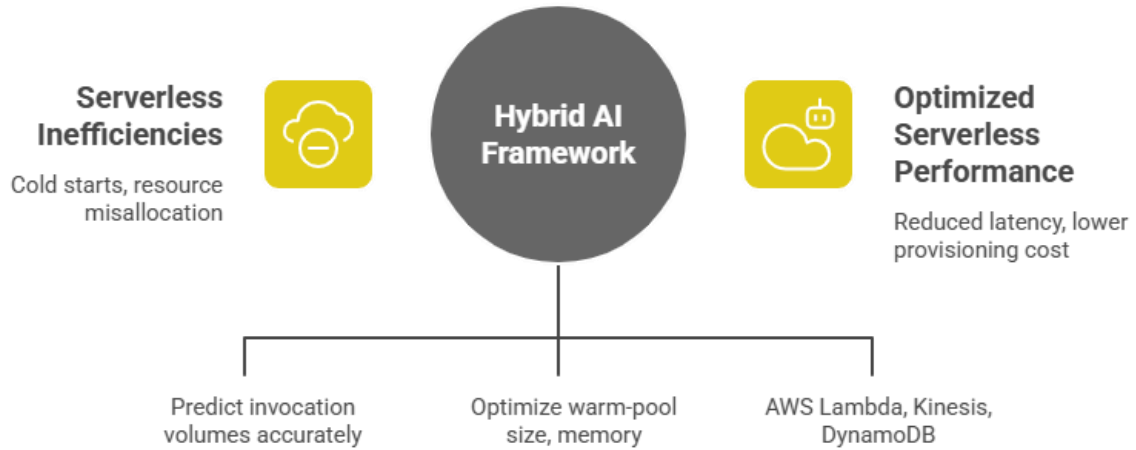 Serverless
Inefficiencies
Cold starts, resource
misallocation
Hybrid AI
Framework
Optimized
Serverless
Performance
Reduced latency, lower
provisioning cost
Predict invocation
volumes accurately
Optimize warm-pool
size, memory
AWS Lambda, Kinesis,
DynamoDB